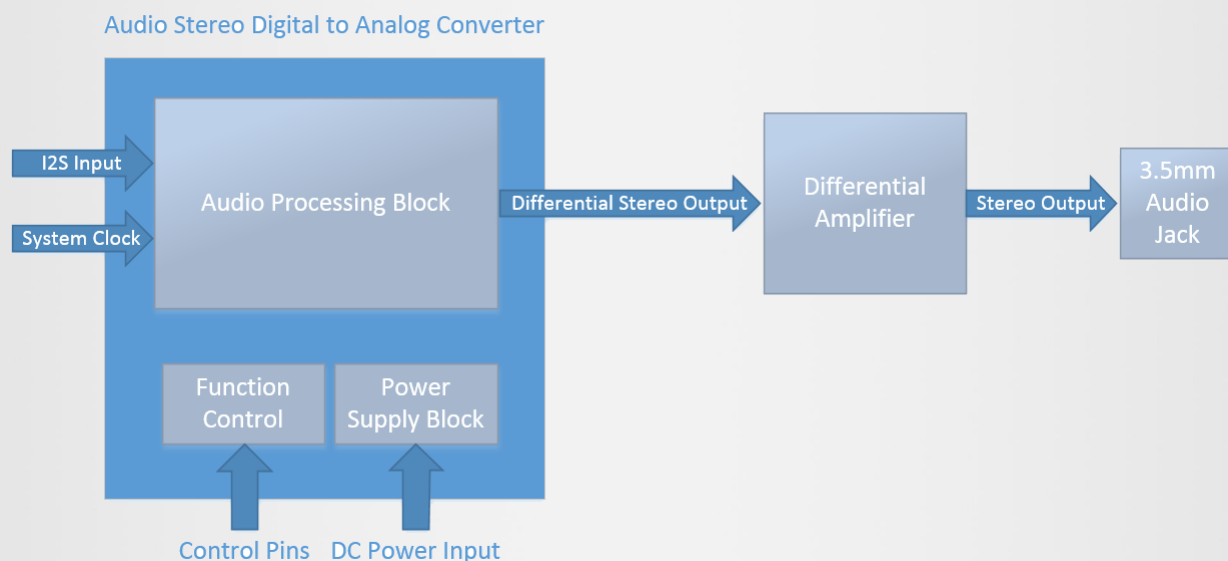 Audio Stereo Digital to Analog Converter
I2S Input
System Clock
Audio Processing Block
Differential Stereo Output
Differential
Amplifier
Stereo Output
3.5mm
Audio
Jack
Function
Control
Power
Supply Block
Control Pins
DC Power Input